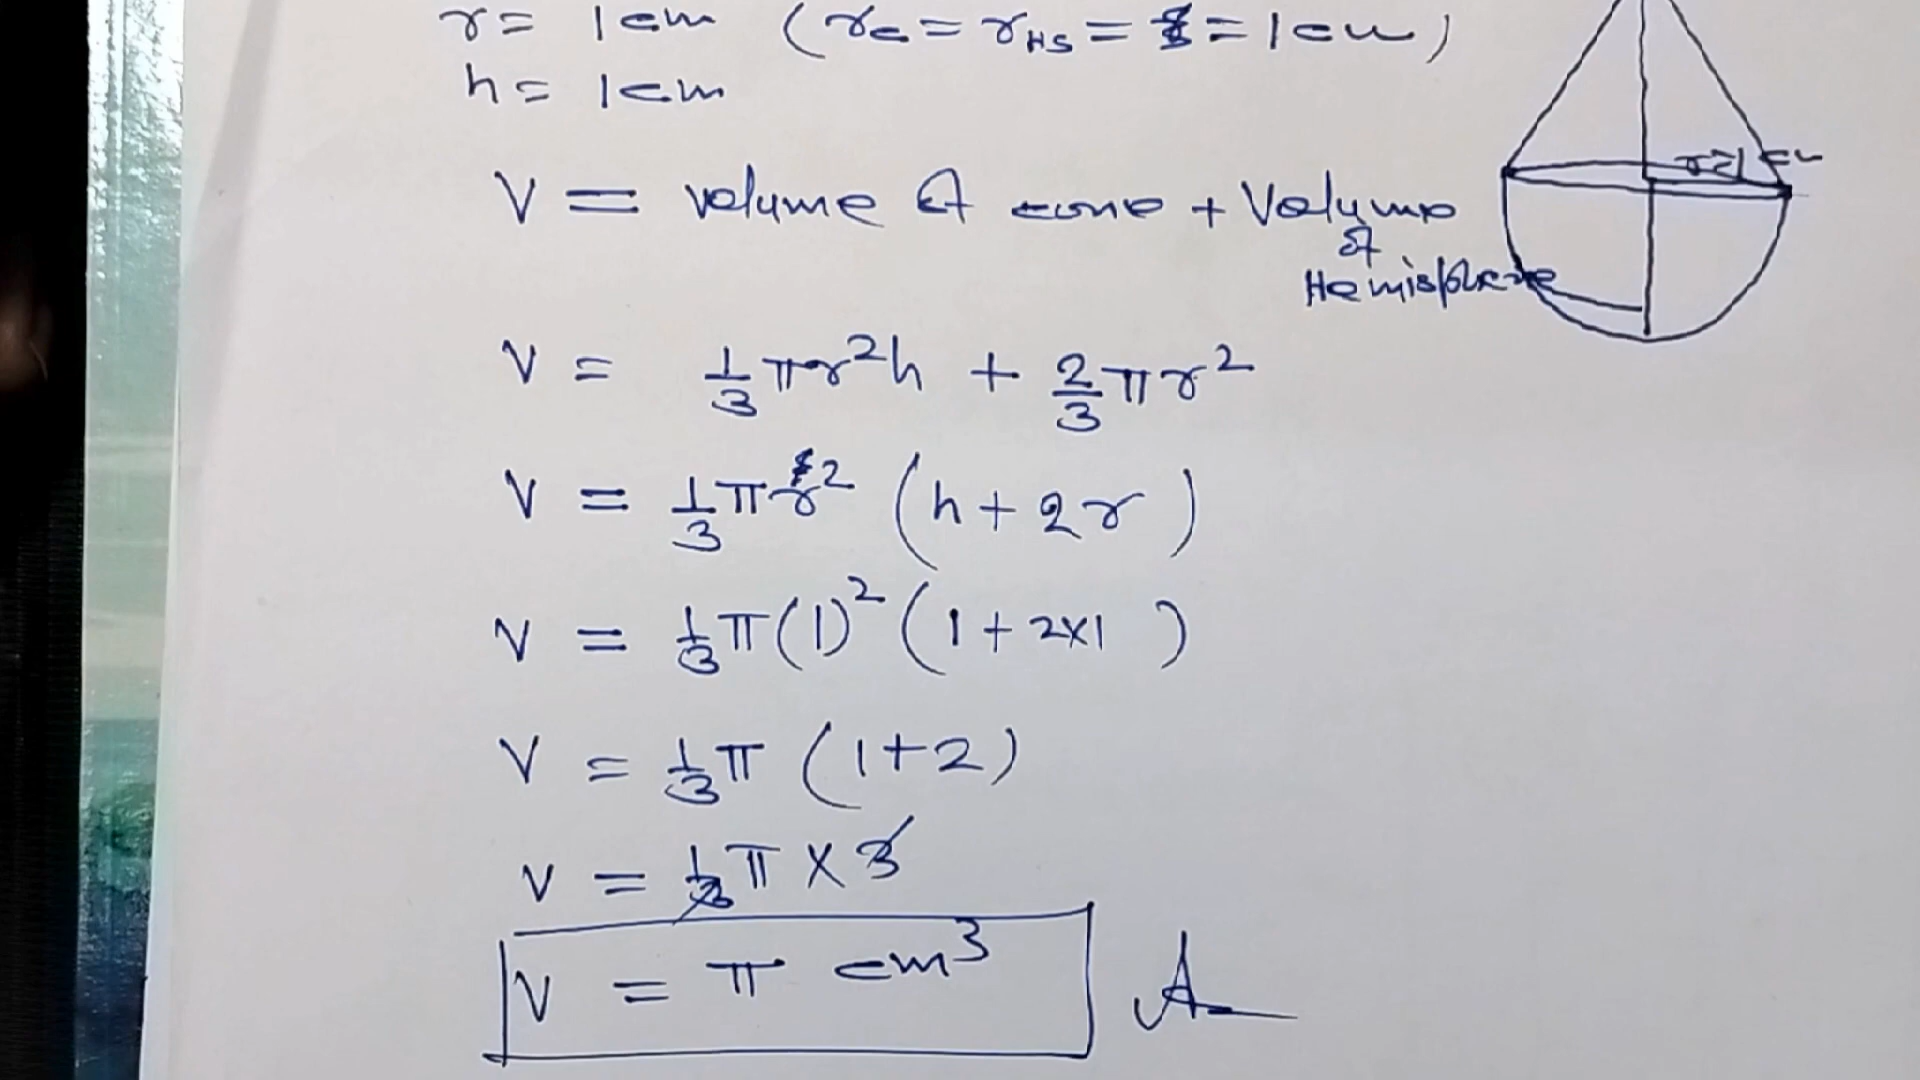 r = 1cm (rc = rHS = = 1cm)
h = 1cm
r=1cm
V = volume of cone + Volume
of
Hemisphere
V = 1/3 πr²h + 2/3 πr²
V = 1/3 πr² (h + 2r)
V = 1/3 π(1)² (1 + 2×1)
V = 1/3 π (1+2)
V = 1/3 π × 3
V = π cm³